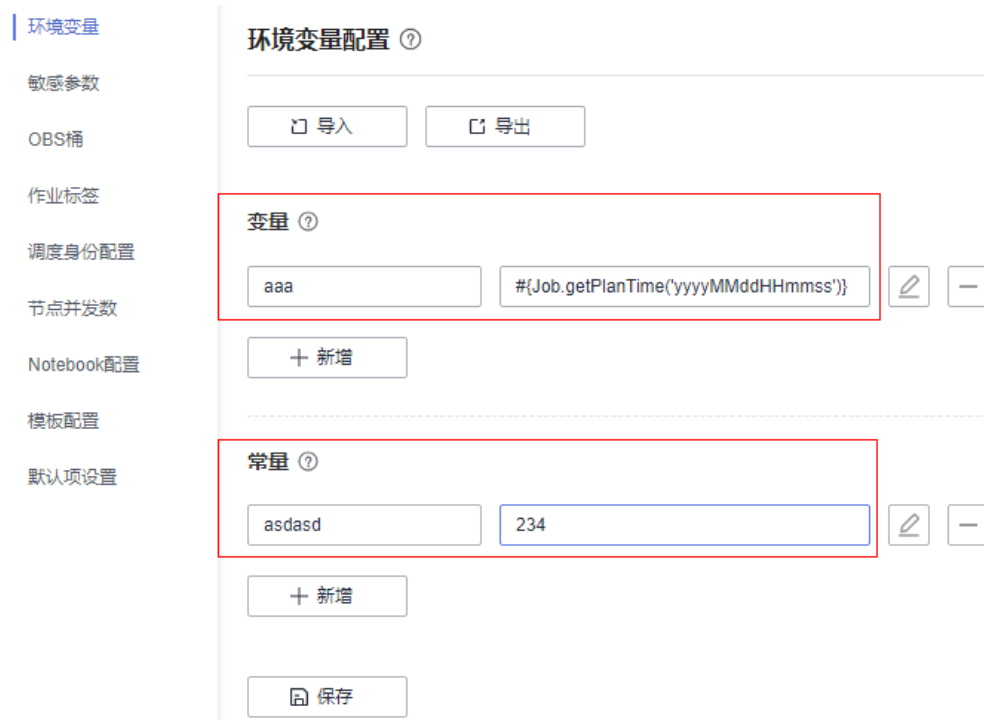 环境变量
敏感参数
OBS桶
作业标签
调度身份配置
节点并发数
Notebook配置
模板配置
默认项设置
环境变量配置
导入 导出
变量
aaa #{Job.getPlanTime('yyyyMMddHHmmss')}
新增
常量
asdasd 234
新增
保存